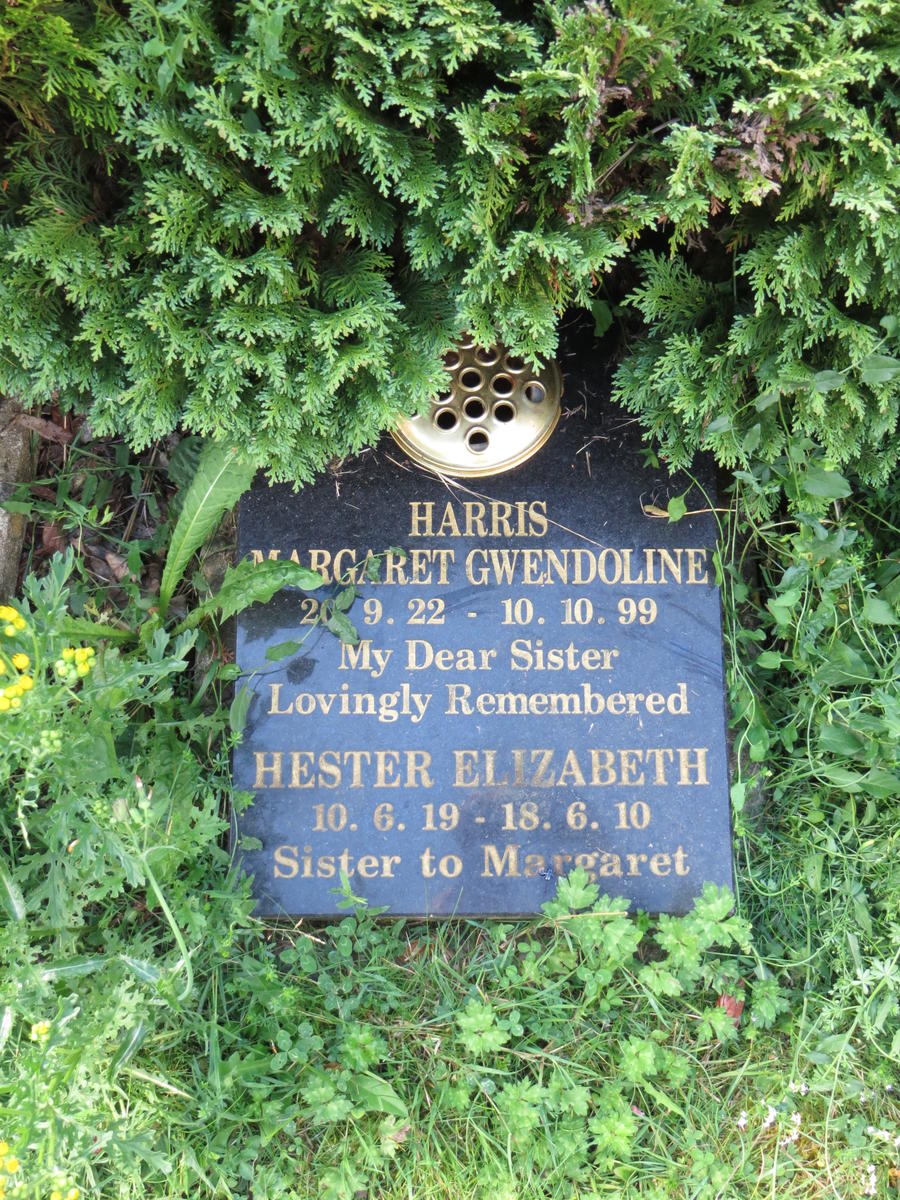 HARRIS
MARGARET GWENDOLINE
9. 22 - 10. 10. 99
My Dear Sister
Lovingly Remembered
HESTER ELIZABETH
10. 6. 19 - 18. 6. 10
Sister to Margaret